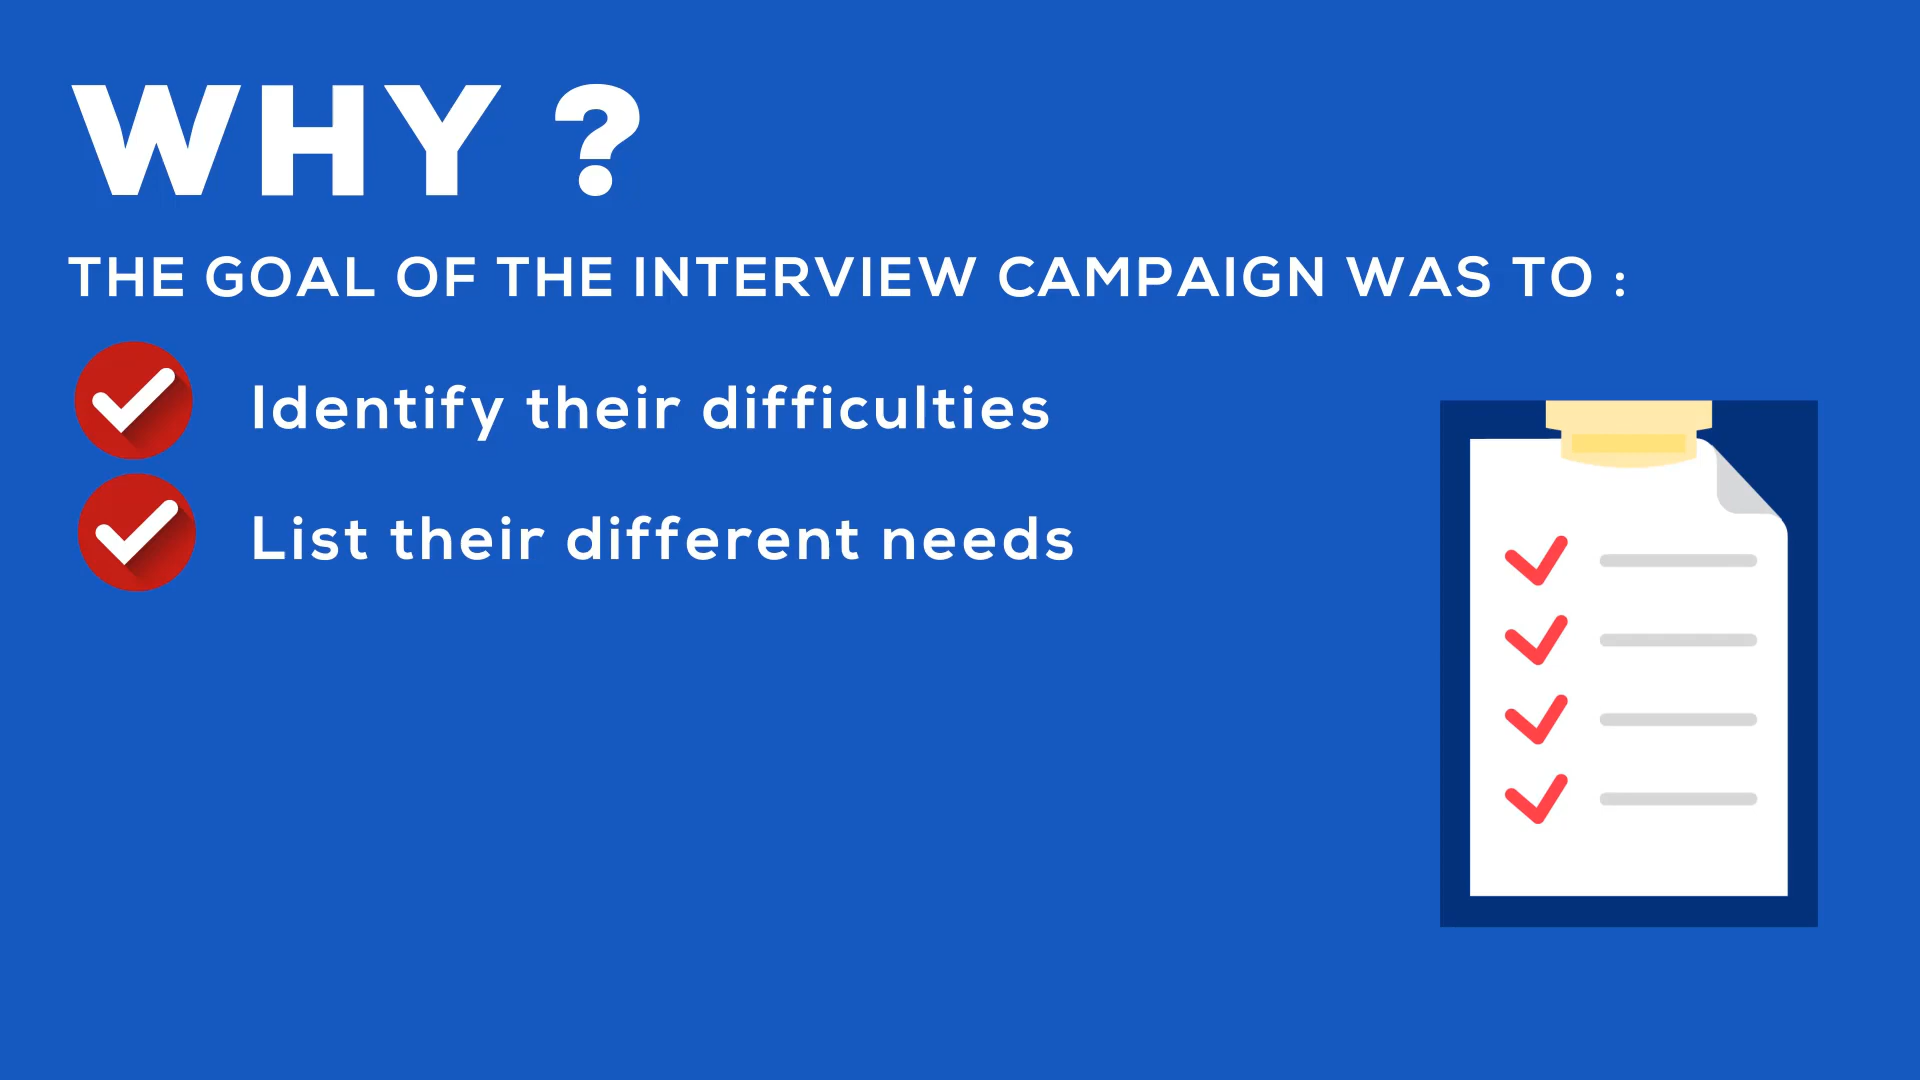 WHY ?
THE GOAL OF THE INTERVIEW CAMPAIGN WAS TO :
Identify their difficulties
List their different needs